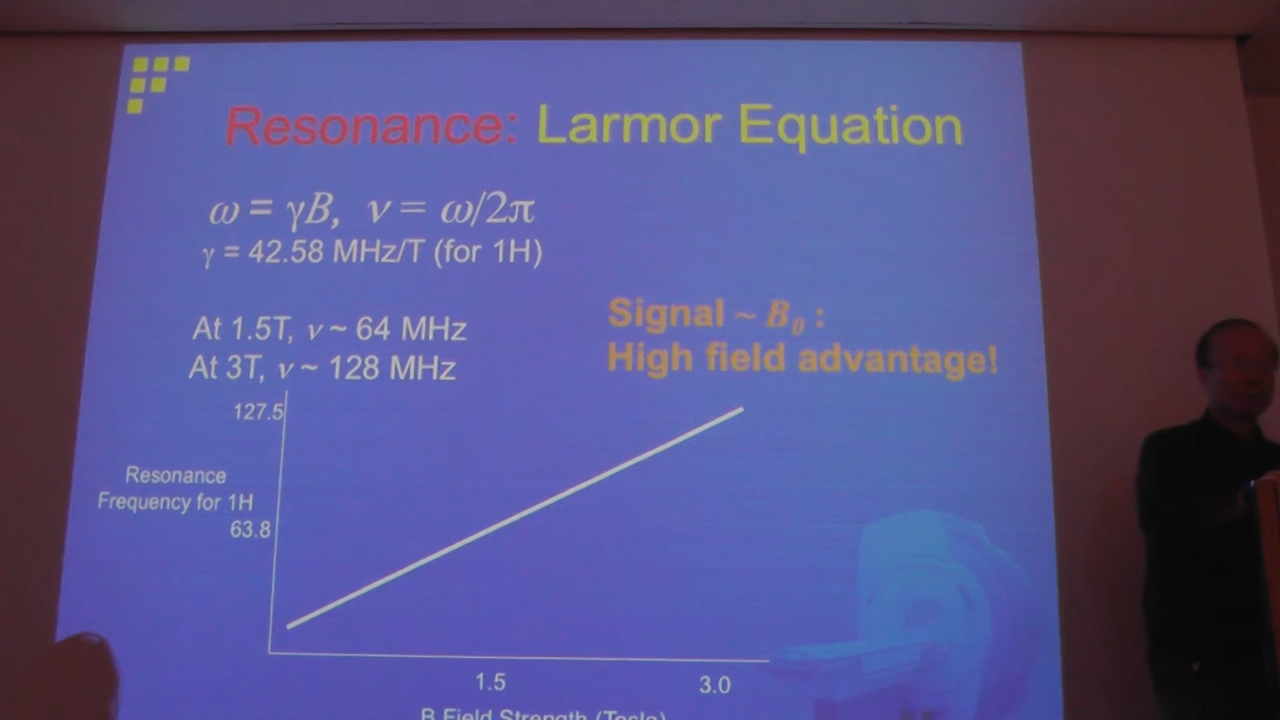 Resonance: Larmor Equation
ω = γB, ν = ω/2π
γ = 42.58 MHz/T (for 1H)
At 1.5T, ν ~ 64 MHz
At 3T, ν ~ 128 MHz
Signal ~ B₀ :
High field advantage!
127.5
Resonance
Frequency for 1H
63.8
1.5 3.0
B Field Strength (Tesla)